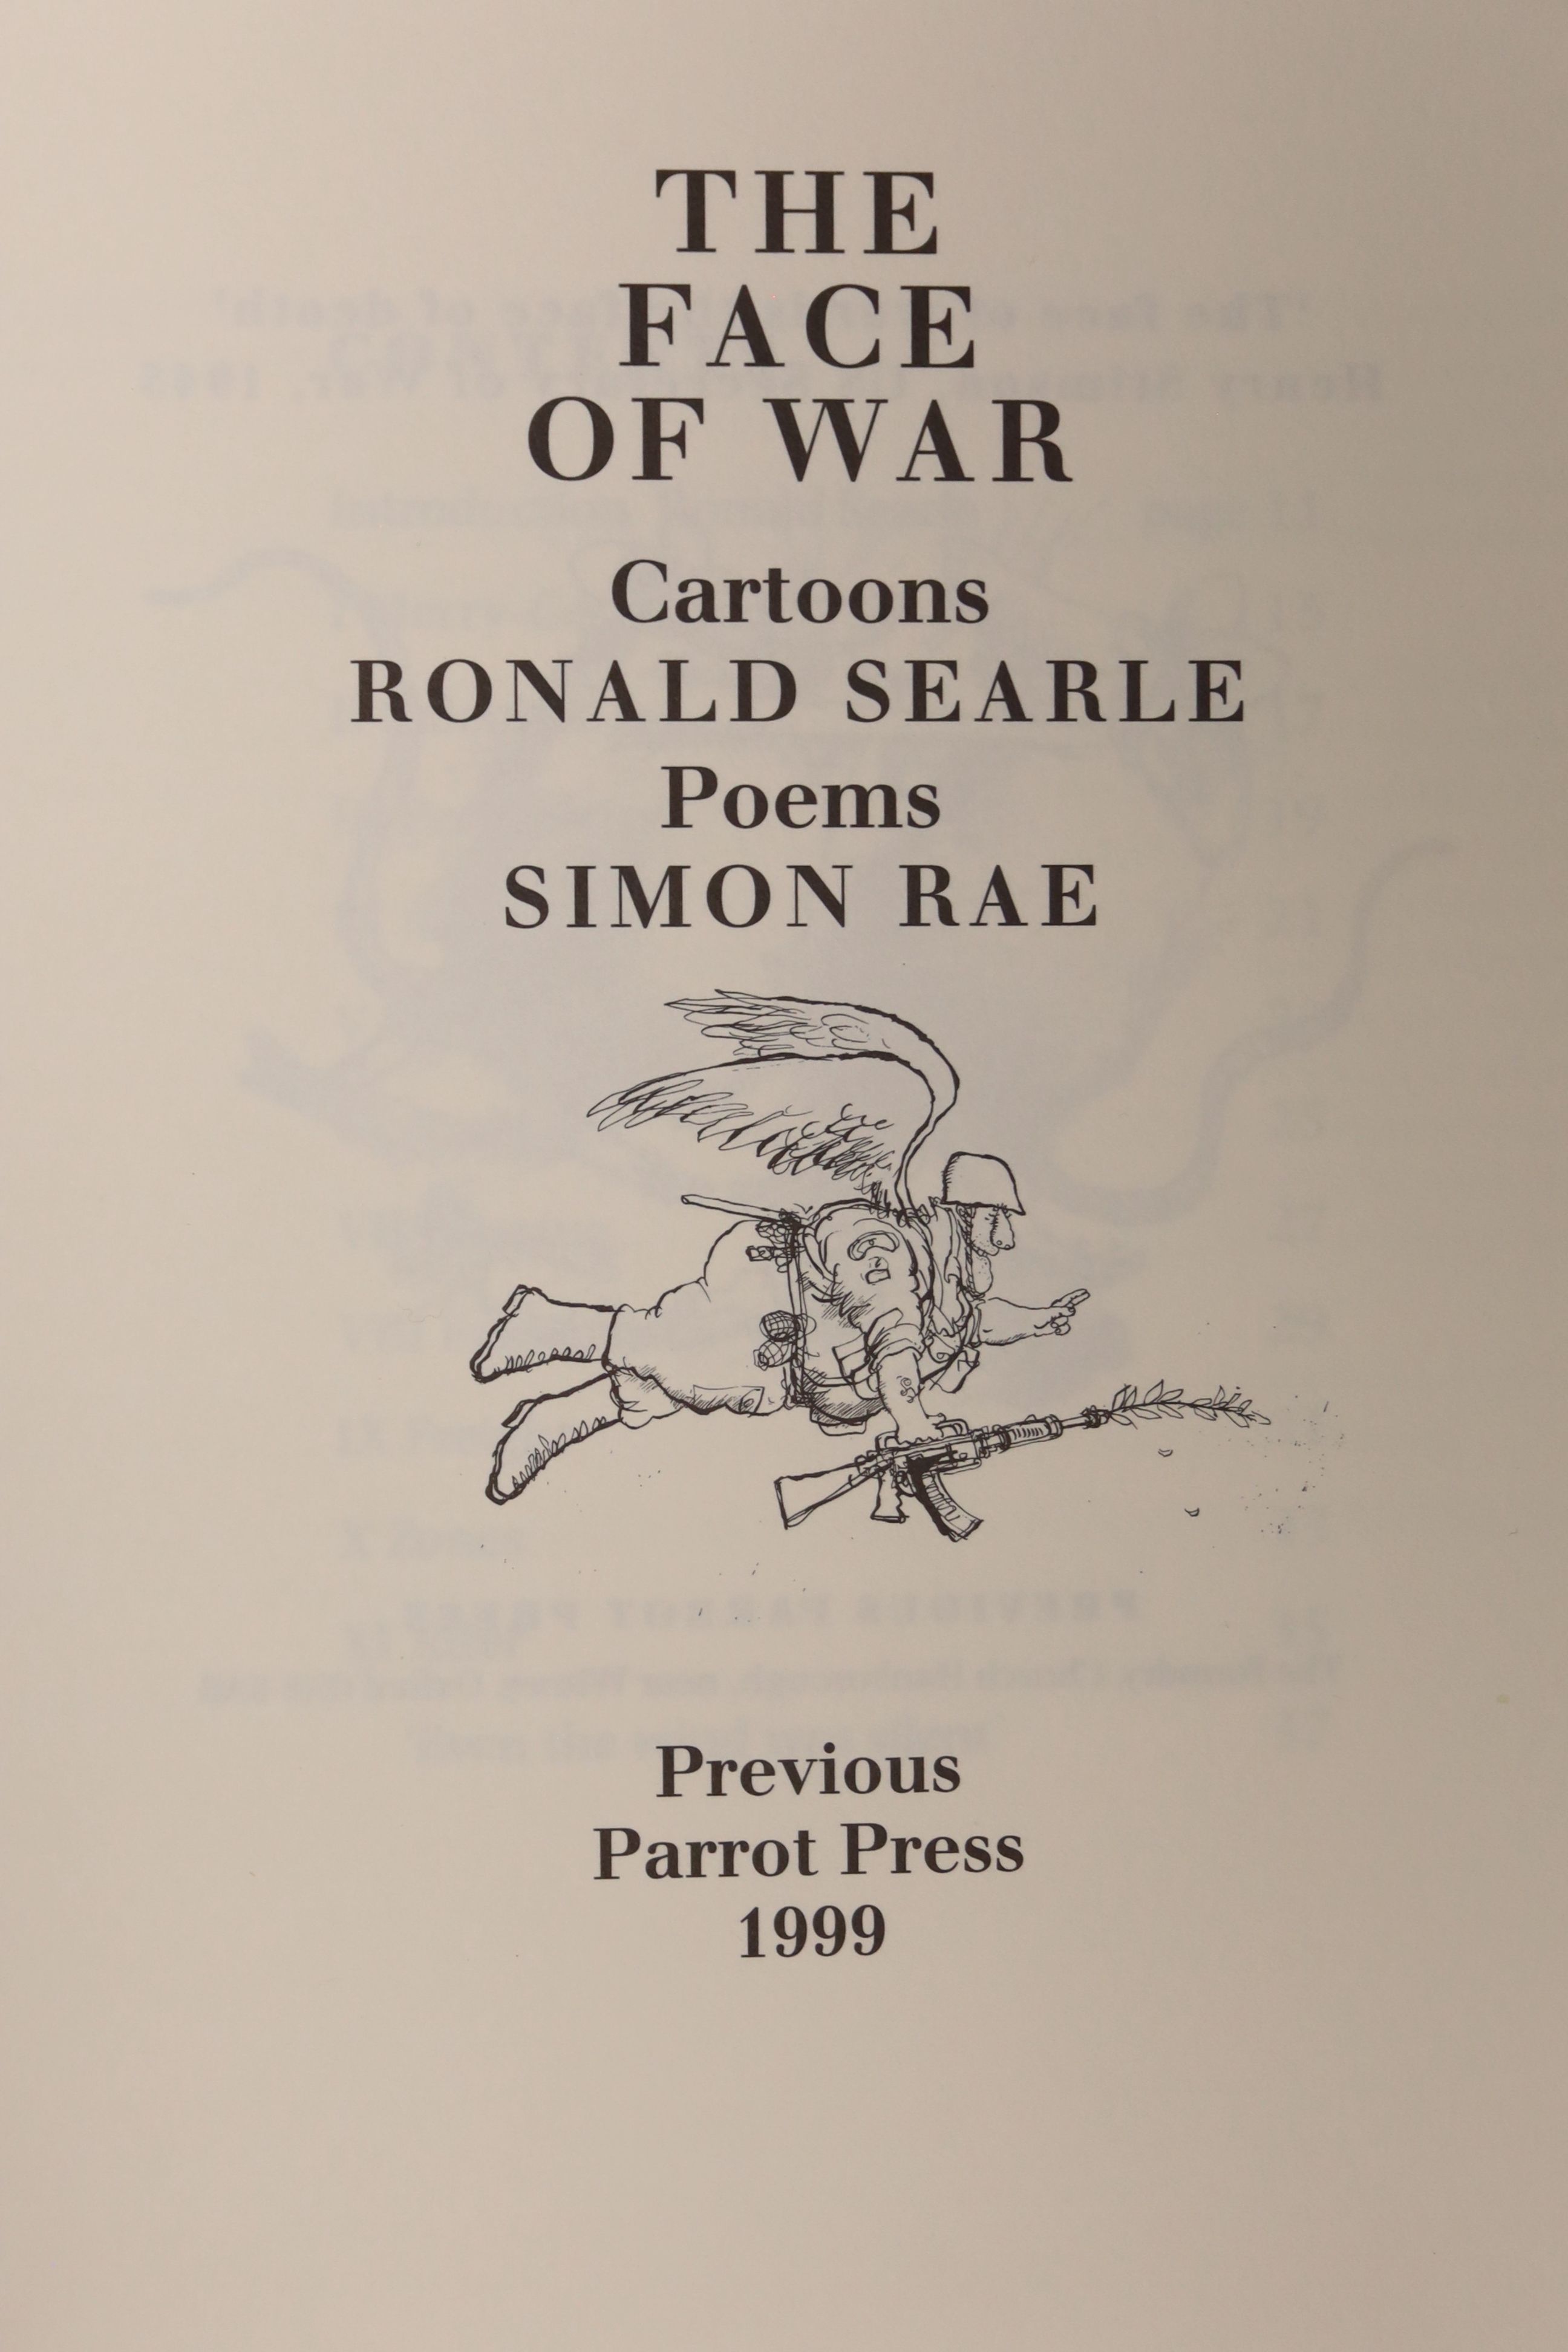 THE
FACE
OF WAR
Cartoons
RONALD SEARLE
Poems
SIMON RAE
Previous
Parrot Press
1999